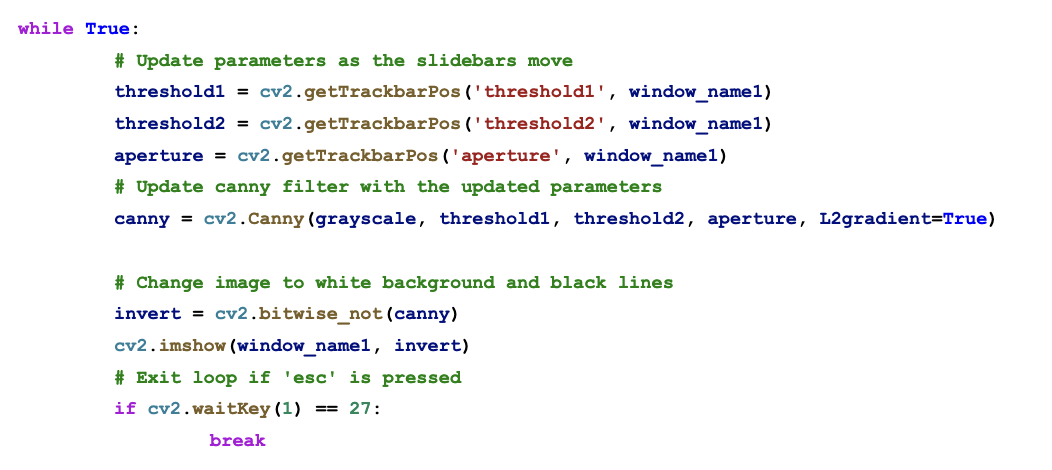 while True:
# Update parameters as the slidebars move
threshold1 = cv2.getTrackbarPos('threshold1', window_name1)
threshold2 = cv2.getTrackbarPos('threshold2', window_name1)
aperture = cv2.getTrackbarPos('aperture', window_name1)
# Update canny filter with the updated parameters
canny = cv2.Canny(grayscale, threshold1, threshold2, aperture, L2gradient=True)
# Change image to white background and black lines
invert = cv2.bitwise_not(canny)
cv2.imshow(window_name1, invert)
# Exit loop if 'esc' is pressed
if cv2.waitKey(1) == 27:
break